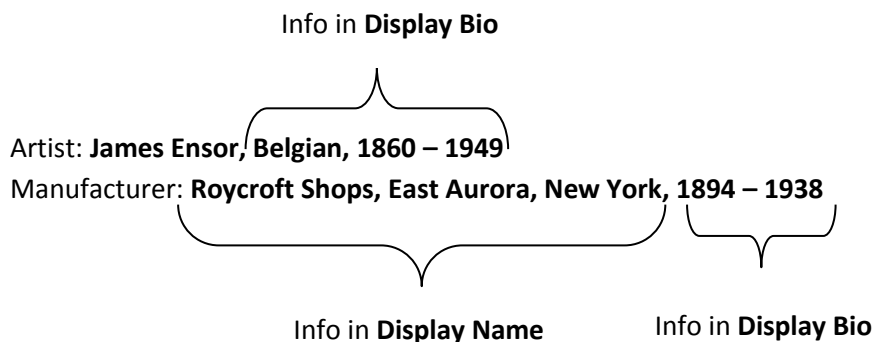 Info in Display Bio
Artist: James Ensor, Belgian, 1860 – 1949
Manufacturer: Roycroft Shops, East Aurora, New York, 1894 – 1938
Info in Display Name
Info in Display Bio